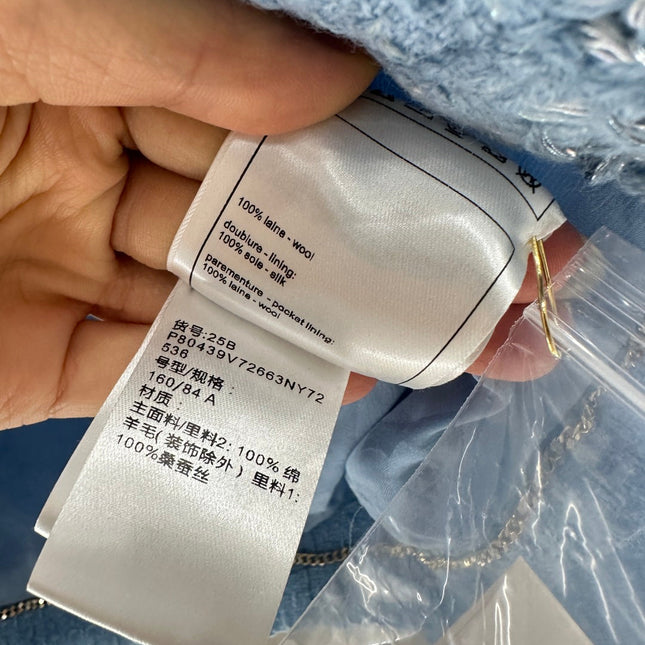 100% laine - wool
doublure - lining:
100% soie - silk
parementure - pocket lining:
100% laine - wool
货号:25B
P80439V72663NY72
536
号型/规格:
160/84 A
材质:
主面料/里料2: 100% 绵
羊毛( 装饰除外) 里料1:
100%桑蚕丝